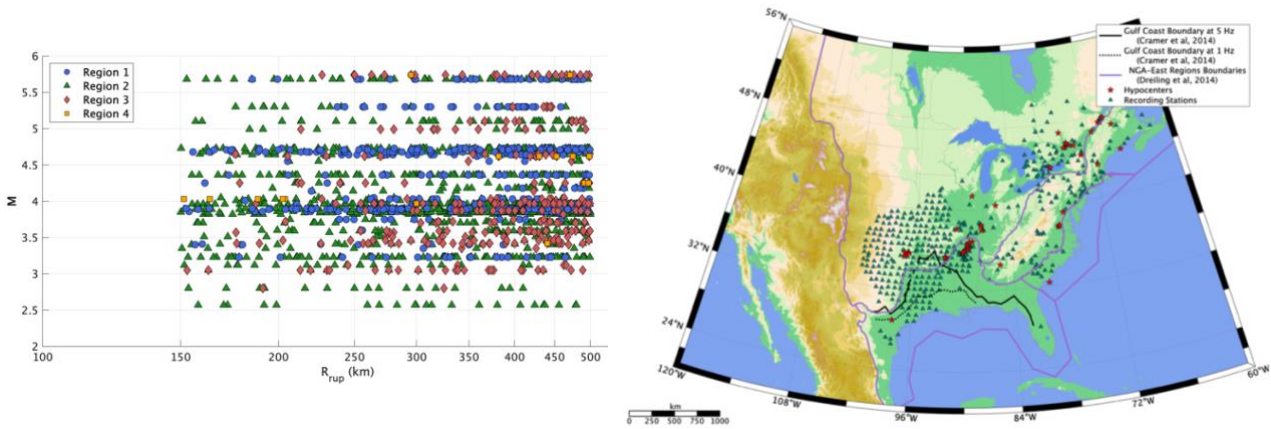 6
5.5
5
4.5
4
3.5
3
2.5
2
M
Region 1
Region 2
Region 3
Region 4
100
150
200
250
300
350
400
450
500
R_rup (km)
56°N
48°N
40°N
32°N
24°N
120°W
108°W
96°W
84°W
72°W
60°W
Gulf Coast Boundary at 5 Hz
(Cramer et al, 2014)
Gulf Coast Boundary at 1 Hz
(Cramer et al, 2014)
NGA-East Regions Boundaries
(Dreiling et al, 2014)
Hypocenters
Recording Stations
km
0 250 500 750 1000